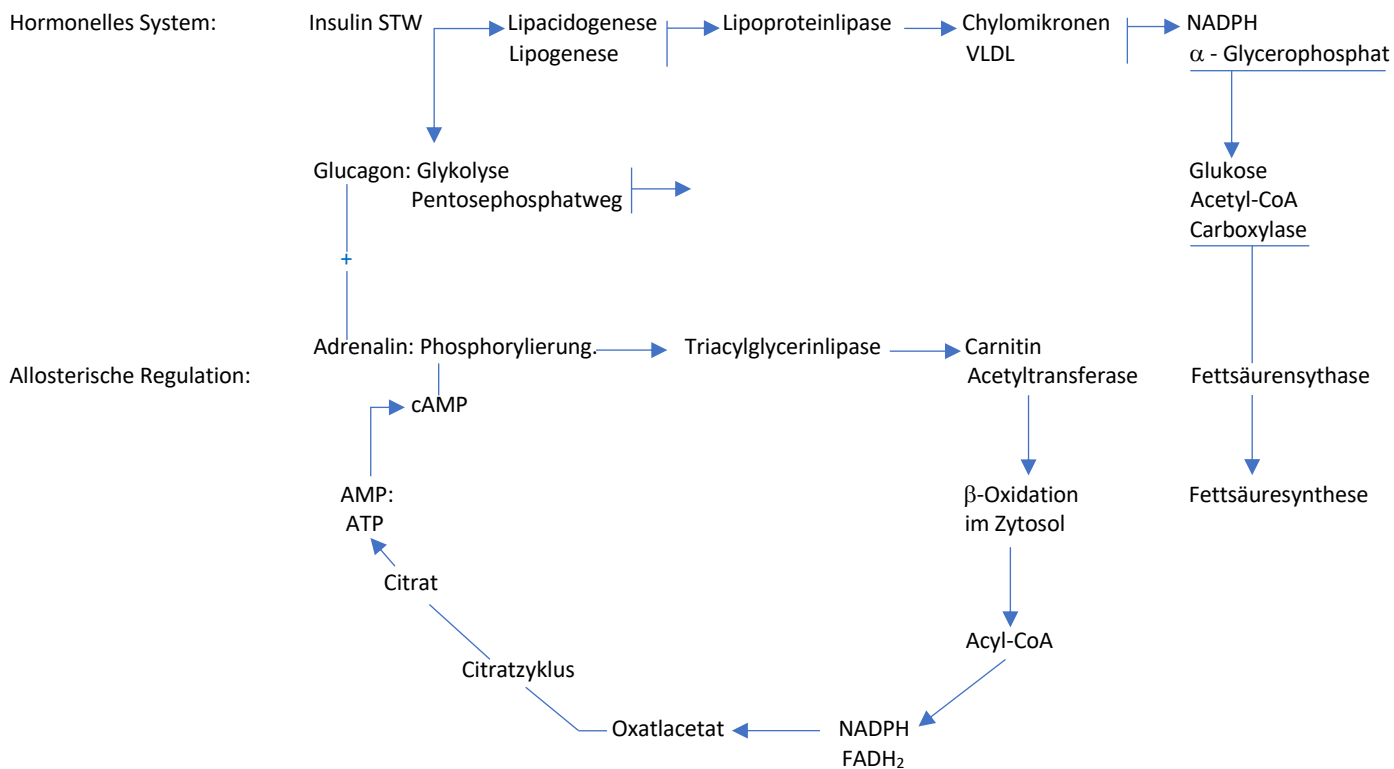 Hormonelles System: Insulin STW Lipacidogenese Lipoproteinlipase Chylomikronen NADPH
Lipogenese VLDL α - Glycerophosphat
Glucagon: Glykolyse Glukose
Pentosephosphatweg Acetyl-CoA
Carboxylase
+
Adrenalin: Phosphorylierung. Triacylglycerinlipase Carnitin
Allosterische Regulation: Acetyltransferase Fettsäurensythase
cAMP
AMP: β-Oxidation Fettsäuresynthese
ATP im Zytosol
Citrat
Acyl-CoA
Citratzyklus
Oxatlacetat NADPH
FADH₂